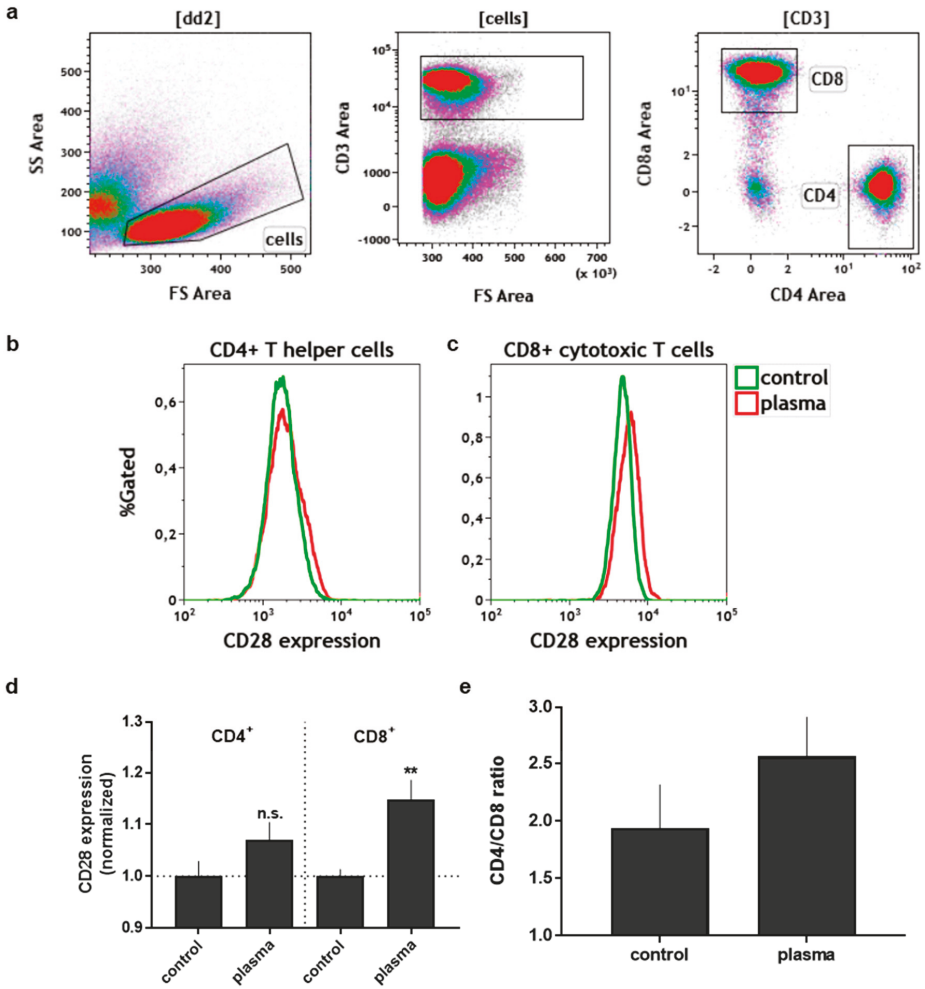 a
[dd2]
[cells]
[CD3]
SS Area
500
400
300
200
100
cells
300
400
500
FS Area
CD3 Area
10^5
10^4
1000
0
-1000
300
400
500
600
700
(x 10^3)
FS Area
CD8a Area
10^1
2
0
-2
CD8
CD4
-2
0
2
10^1
10^2
CD4 Area
b
CD4+ T helper cells
%Gated
0,6
0,4
0,2
0
10^2
10^3
10^4
10^5
CD28 expression
c
CD8+ cytotoxic T cells
1
0,8
0,6
0,4
0,2
0
10^2
10^3
10^4
10^5
CD28 expression
control
plasma
d
CD28 expression
(normalized)
1.3
1.2
1.1
1.0
0.9
CD4+
CD8+
n.s.
**
control
plasma
control
plasma
e
CD4/CD8 ratio
3.0
2.5
2.0
1.5
1.0
control
plasma